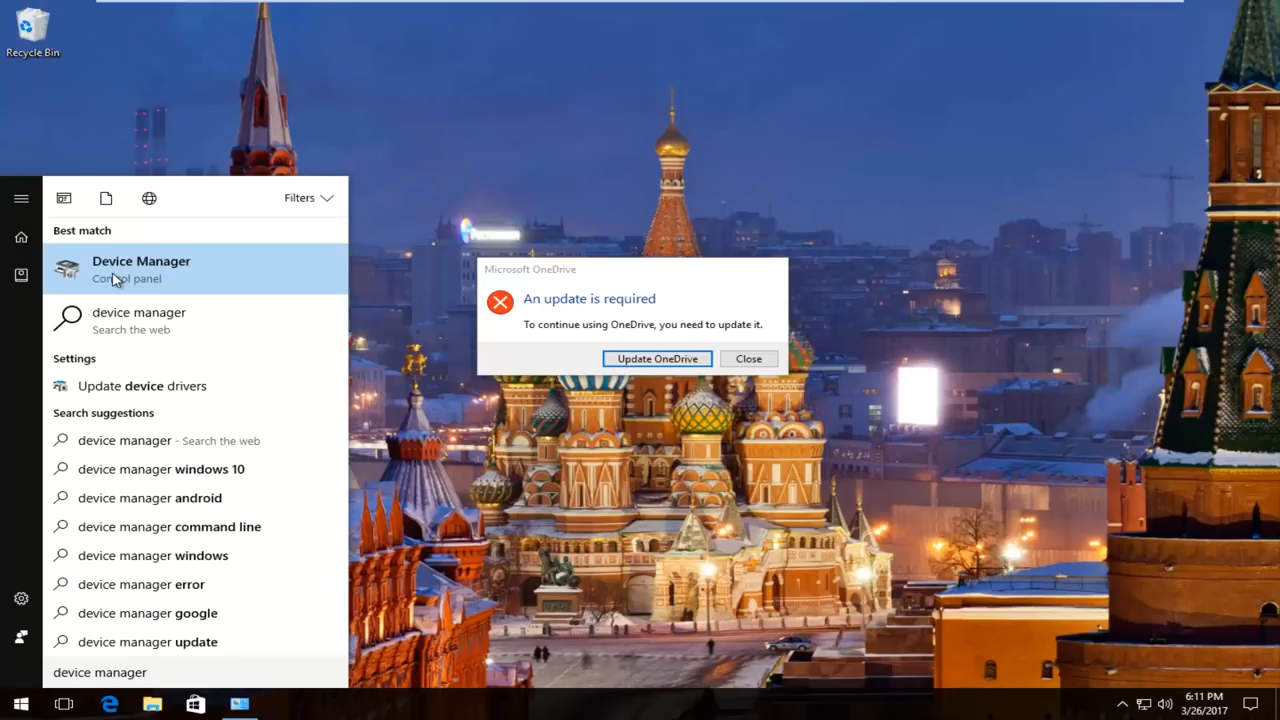 Recycle Bin
Filters
Best match
Device Manager
Control panel
device manager
Search the web
Settings
Update device drivers
Search suggestions
device manager - Search the web
device manager windows 10
device manager android
device manager command line
device manager windows
device manager error
device manager google
device manager update
device manager
Microsoft OneDrive
An update is required
To continue using OneDrive, you need to update it.
Update OneDrive
Close
6:11 PM
3/26/2017